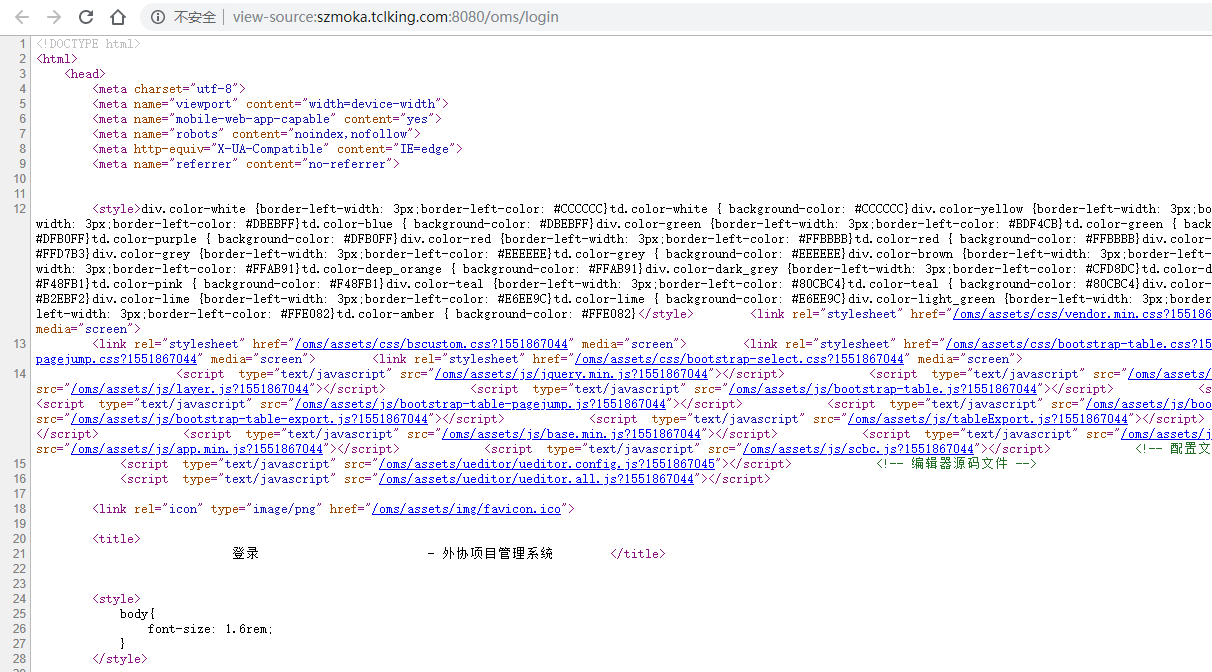 不安全 | view-source:szmoka.tclking.com:8080/oms/login
1 <!DOCTYPE html>
2 <html>
3 <head>
4 <meta charset="utf-8">
5 <meta name="viewport" content="width=device-width">
6 <meta name="mobile-web-app-capable" content="yes">
7 <meta name="robots" content="noindex,nofollow">
8 <meta http-equiv="X-UA-Compatible" content="IE=edge">
9 <meta name="referrer" content="no-referrer">
10
11
12 <style>div.color-white {border-left-width: 3px;border-left-color: #CCCCCC}td.color-white { background-color: #CCCCCC}div.color-yellow {border-left-width: 3px;bo
width: 3px;border-left-color: #DBEBFF}td.color-blue { background-color: #DBEBFF}div.color-green {border-left-width: 3px;border-left-color: #BDF4CB}td.color-green { back
#DFB0FF}td.color-purple { background-color: #DFB0FF}div.color-red {border-left-width: 3px;border-left-color: #FFBBBB}td.color-red { background-color: #FFBBBB}div.color-
#FFD7B3}div.color-grey {border-left-width: 3px;border-left-color: #EEEEEE}td.color-grey { background-color: #EEEEEE}div.color-brown {border-left-width: 3px;border-left-
width: 3px;border-left-color: #FFAB91}td.color-deep_orange { background-color: #FFAB91}div.color-dark_grey {border-left-width: 3px;border-left-color: #CFD8DC}td.color-d
#F48FB1}td.color-pink { background-color: #F48FB1}div.color-teal {border-left-width: 3px;border-left-color: #80CBC4}td.color-teal { background-color: #80CBC4}div.color-
#B2EBF2}div.color-lime {border-left-width: 3px;border-left-color: #E6EE9C}td.color-lime { background-color: #E6EE9C}div.color-light_green {border-left-width: 3px;border
left-width: 3px;border-left-color: #FFE082}td.color-amber { background-color: #FFE082}</style> <link rel="stylesheet" href="/oms/assets/css/vendor.min.css?155186
media="screen">
13 <link rel="stylesheet" href="/oms/assets/css/bscustom.css?1551867044" media="screen"> <link rel="stylesheet" href="/oms/assets/css/bootstrap-table.css?15
pagejump.css?1551867044" media="screen"> <link rel="stylesheet" href="/oms/assets/css/bootstrap-select.css?1551867044" media="screen">
14 <script type="text/javascript" src="/oms/assets/js/jquery.min.js?1551867044"></script> <script type="text/javascript" src="/oms/assets/
src="/oms/assets/js/layer.js?1551867044"></script> <script type="text/javascript" src="/oms/assets/js/bootstrap-table.js?1551867044"></script> <s
<script type="text/javascript" src="/oms/assets/js/bootstrap-table-pagejump.js?1551867044"></script> <script type="text/javascript" src="/oms/assets/js/boo
src="/oms/assets/js/bootstrap-table-export.js?1551867044"></script> <script type="text/javascript" src="/oms/assets/js/tableExport.js?1551867044">
</script> <script type="text/javascript" src="/oms/assets/js/base.min.js?1551867044"></script> <script type="text/javascript" src="/oms/assets/j
src="/oms/assets/js/app.min.js?1551867044"></script> <script type="text/javascript" src="/oms/assets/js/scbc.js?1551867044"></script> <!-- 配置文
15 <script type="text/javascript" src="/oms/assets/ueditor/ueditor.config.js?1551867045"></script> <!-- 编辑器源码文件 -->
16 <script type="text/javascript" src="/oms/assets/ueditor/ueditor.all.js?1551867044"></script>
17
18 <link rel="icon" type="image/png" href="/oms/assets/img/favicon.ico">
19
20 <title>
21 登录 - 外协项目管理系统 </title>
22
23
24 <style>
25 body{
26 font-size: 1.6rem;
27 }
28 </style>